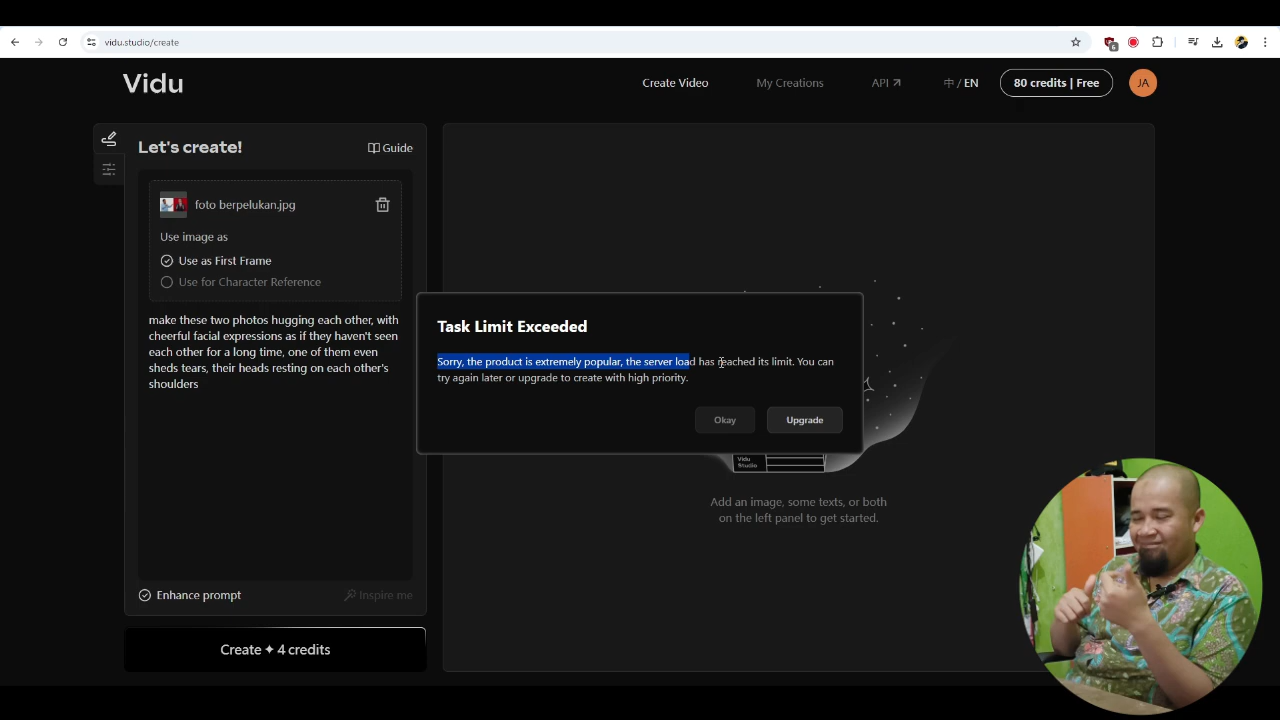 vidu.studio/create
6
Vidu
Create Video
My Creations
API
中 / EN
80 credits | Free
JA
Let's create!
Guide
foto berpelukan.jpg
Use image as
Use as First Frame
Use for Character Reference
make these two photos hugging each other, with
cheerful facial expressions as if they haven't seen
each other for a long time, one of them even
sheds tears, their heads resting on each other's
shoulders
Enhance prompt
Inspire me
Create ✦ 4 credits
Task Limit Exceeded
Sorry, the product is extremely popular, the server load has reached its limit. You can
try again later or upgrade to create with high priority.
Okay
Upgrade
Vidu
Studio
Add an image, some texts, or both
on the left panel to get started.